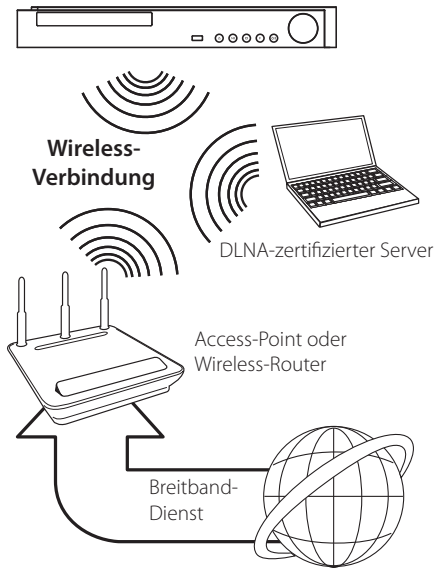 Wireless-
Verbindung
DLNA-zertifizierter Server
Access-Point oder
Wireless-Router
Breitband-
Dienst